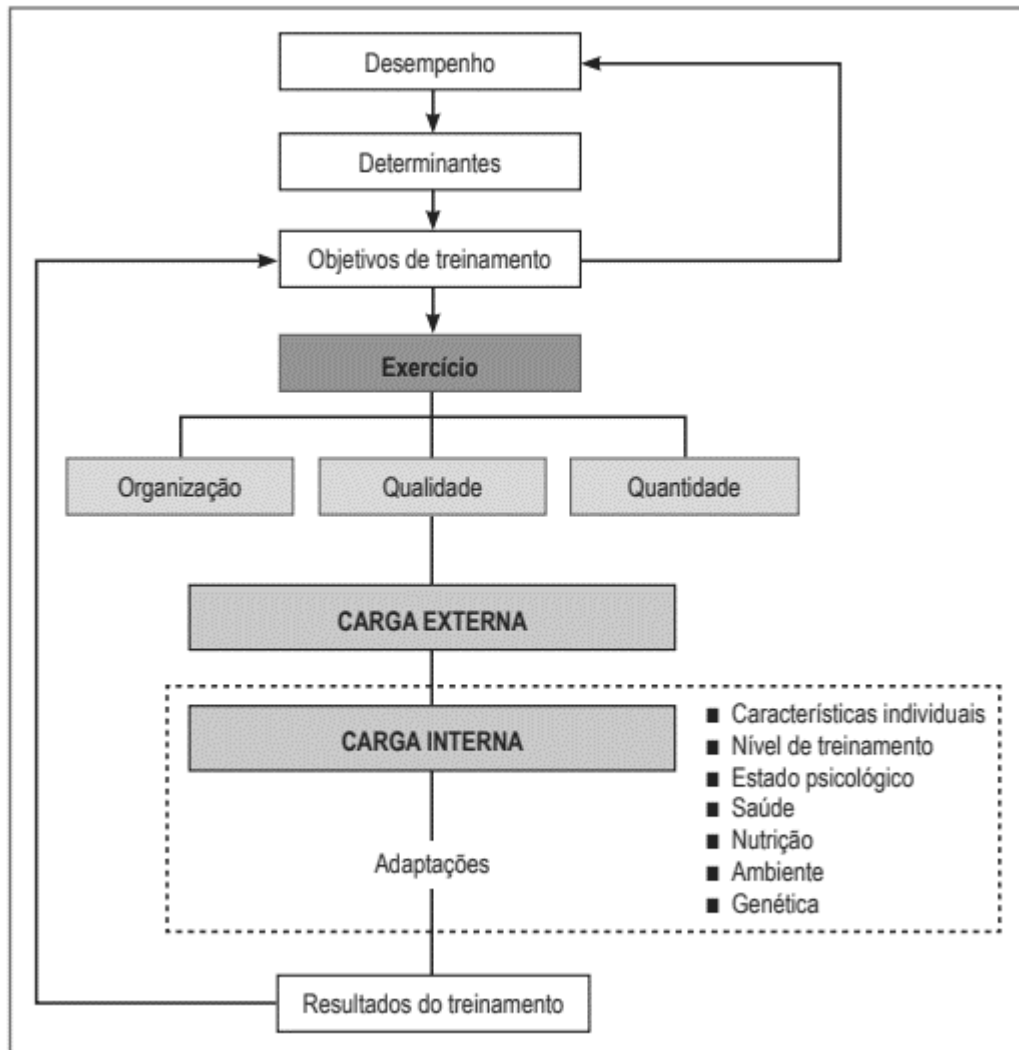 Desempenho
Determinantes
Objetivos de treinamento
Exercício
Organização
Qualidade
Quantidade
CARGA EXTERNA
CARGA INTERNA
■ Características individuais
■ Nível de treinamento
■ Estado psicológico
■ Saúde
■ Nutrição
■ Ambiente
■ Genética
Adaptações
Resultados do treinamento